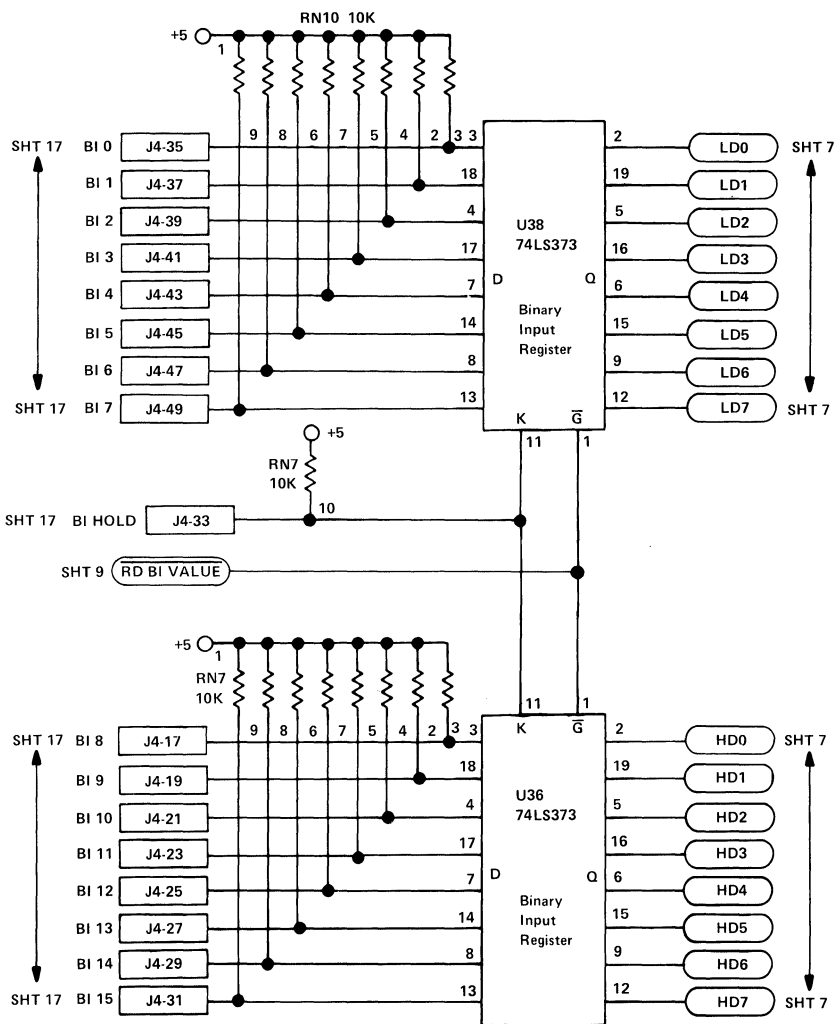 RN10 10K
+5
1
9 8 6 7 5 4 2 3 3
SHT 17 BI 0 J4-35
2 LD0 SHT 7
BI 1 J4-37 18
19 LD1
BI 2 J4-39 4
5 LD2
BI 3 J4-41 17
16 LD3
BI 4 J4-43 7
6 LD4
BI 5 J4-45 14
15 LD5
BI 6 J4-47 8
9 LD6
SHT 17 BI 7 J4-49 13
12 LD7 SHT 7
U38
74LS373
D Q
Binary
Input
Register
K G
11 1
+5
RN7
10K
10
SHT 17 BI HOLD J4-33
SHT 9 RD BI VALUE
+5
1
RN7
10K
11 1
K G
9 8 6 7 5 4 2 3 3
SHT 17 BI 8 J4-17
2 HD0 SHT 7
BI 9 J4-19 18
19 HD1
BI 10 J4-21 4
5 HD2
BI 11 J4-23 17
16 HD3
BI 12 J4-25 7
6 HD4
BI 13 J4-27 14
15 HD5
BI 14 J4-29 8
9 HD6
SHT 17 BI 15 J4-31 13
12 HD7 SHT 7
U36
74LS373
D Q
Binary
Input
Register